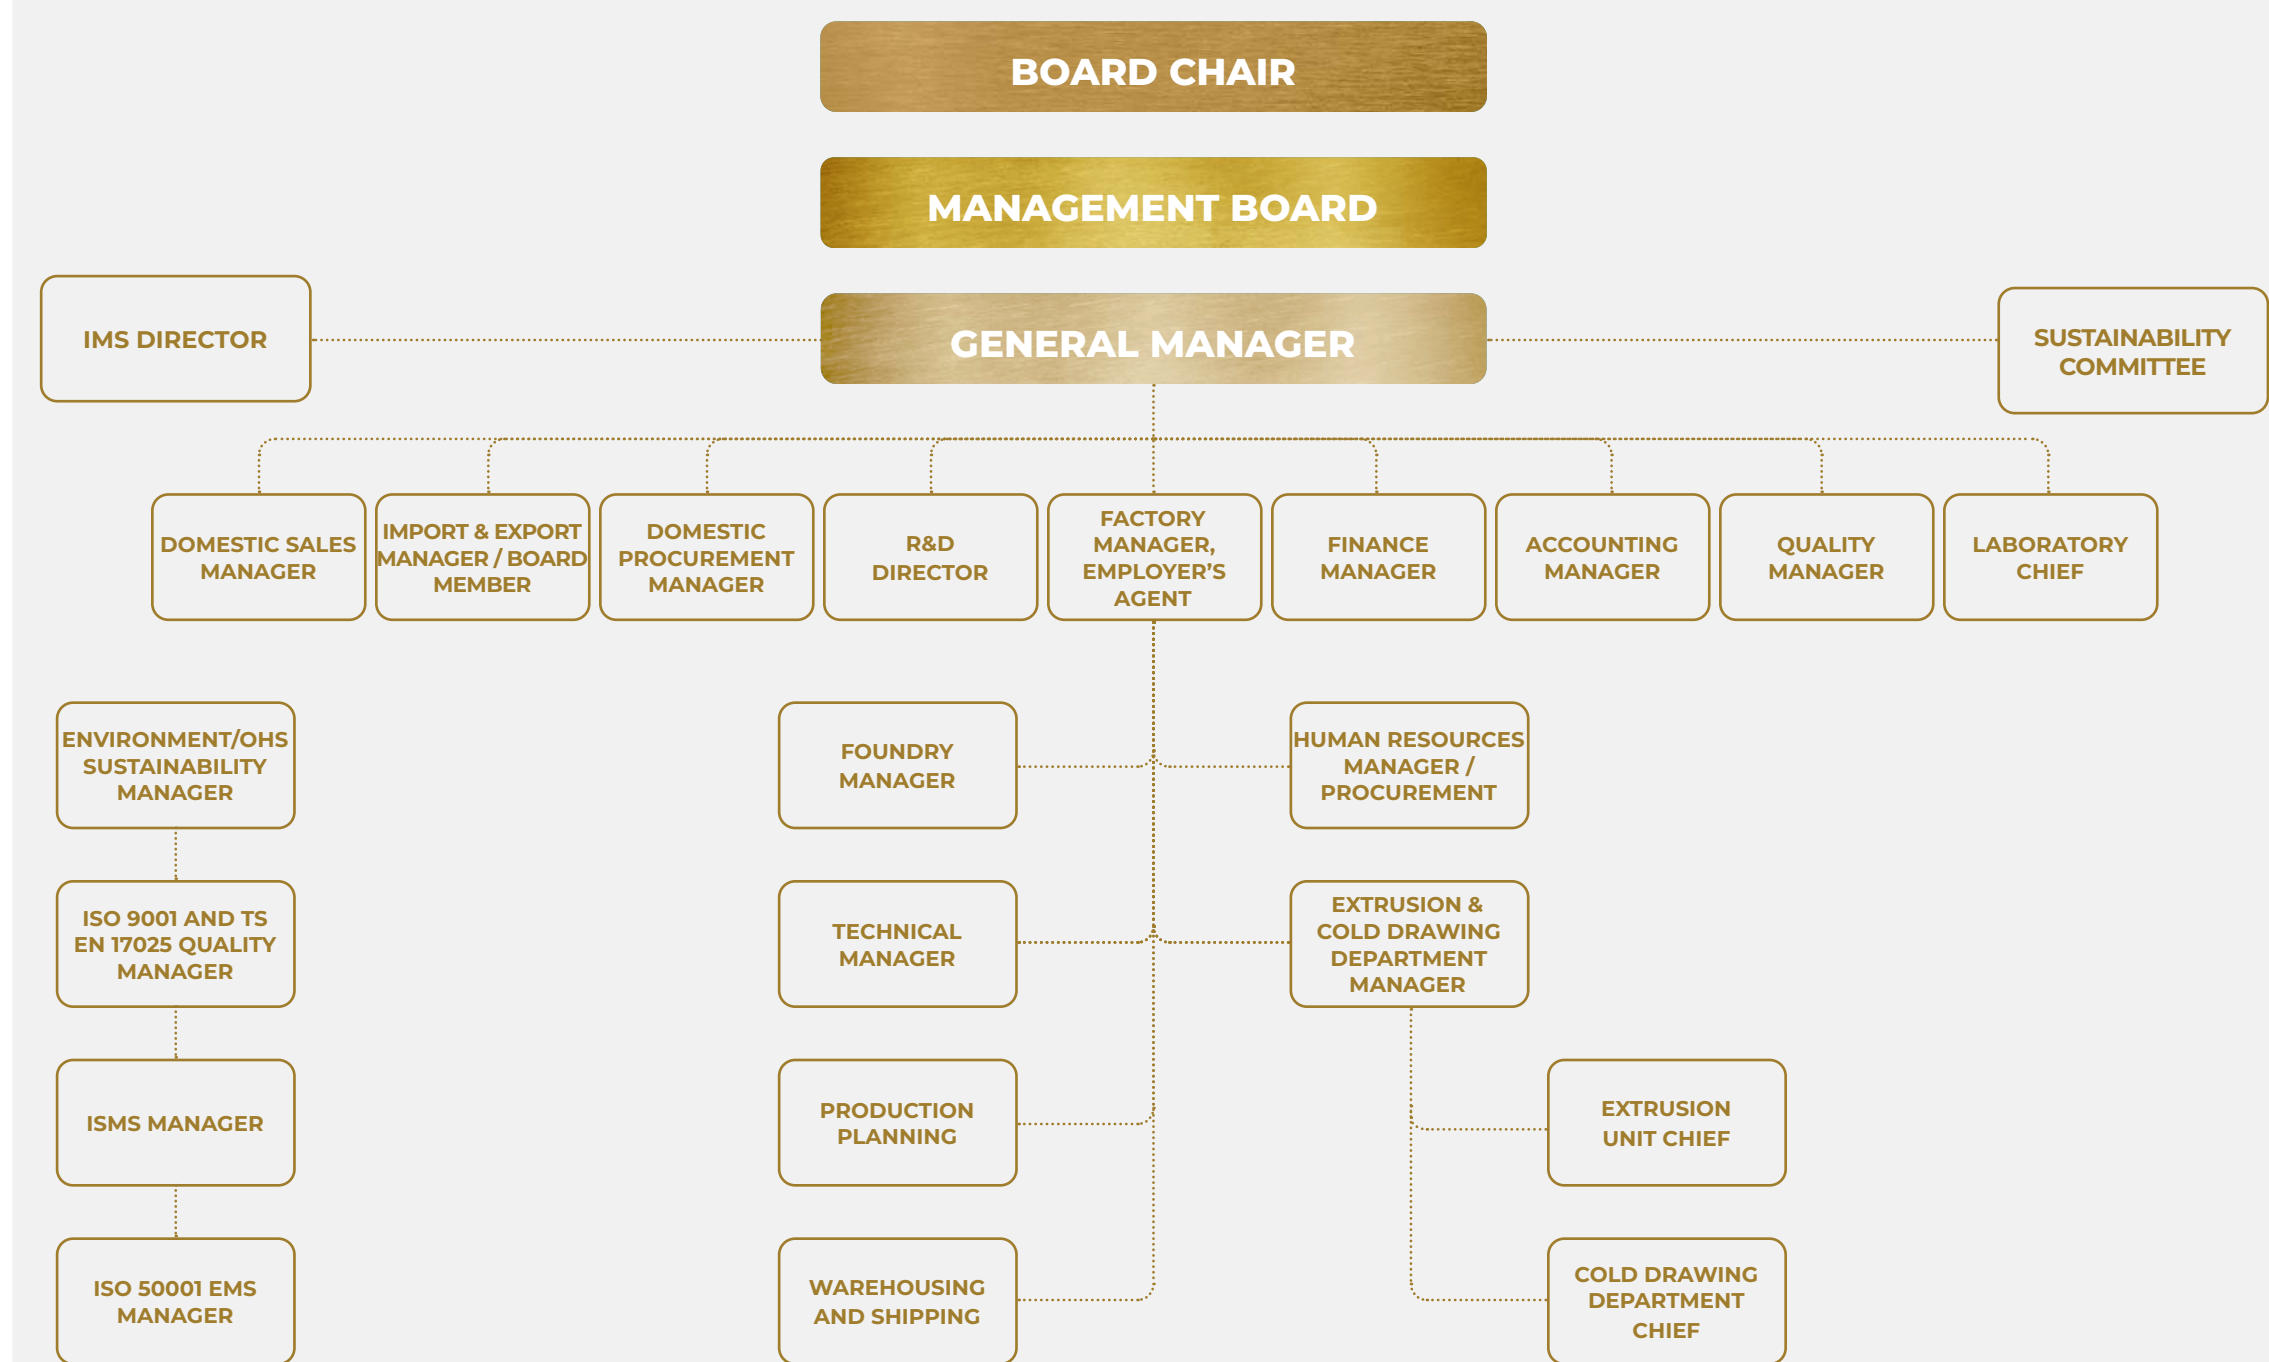 BOARD CHAIR
MANAGEMENT BOARD
IMS DIRECTOR
GENERAL MANAGER
SUSTAINABILITY
COMMITTEE
DOMESTIC SALES
MANAGER
IMPORT & EXPORT
MANAGER / BOARD
MEMBER
DOMESTIC
PROCUREMENT
MANAGER
R&D
DIRECTOR
FACTORY
MANAGER,
EMPLOYER’S
AGENT
FINANCE
MANAGER
ACCOUNTING
MANAGER
QUALITY
MANAGER
LABORATORY
CHIEF
ENVIRONMENT/OHS
SUSTAINABILITY
MANAGER
FOUNDRY
MANAGER
HUMAN RESOURCES
MANAGER /
PROCUREMENT
ISO 9001 AND TS
EN 17025 QUALITY
MANAGER
TECHNICAL
MANAGER
EXTRUSION &
COLD DRAWING
DEPARTMENT
MANAGER
ISMS MANAGER
PRODUCTION
PLANNING
EXTRUSION
UNIT CHIEF
ISO 50001 EMS
MANAGER
WAREHOUSING
AND SHIPPING
COLD DRAWING
DEPARTMENT
CHIEF